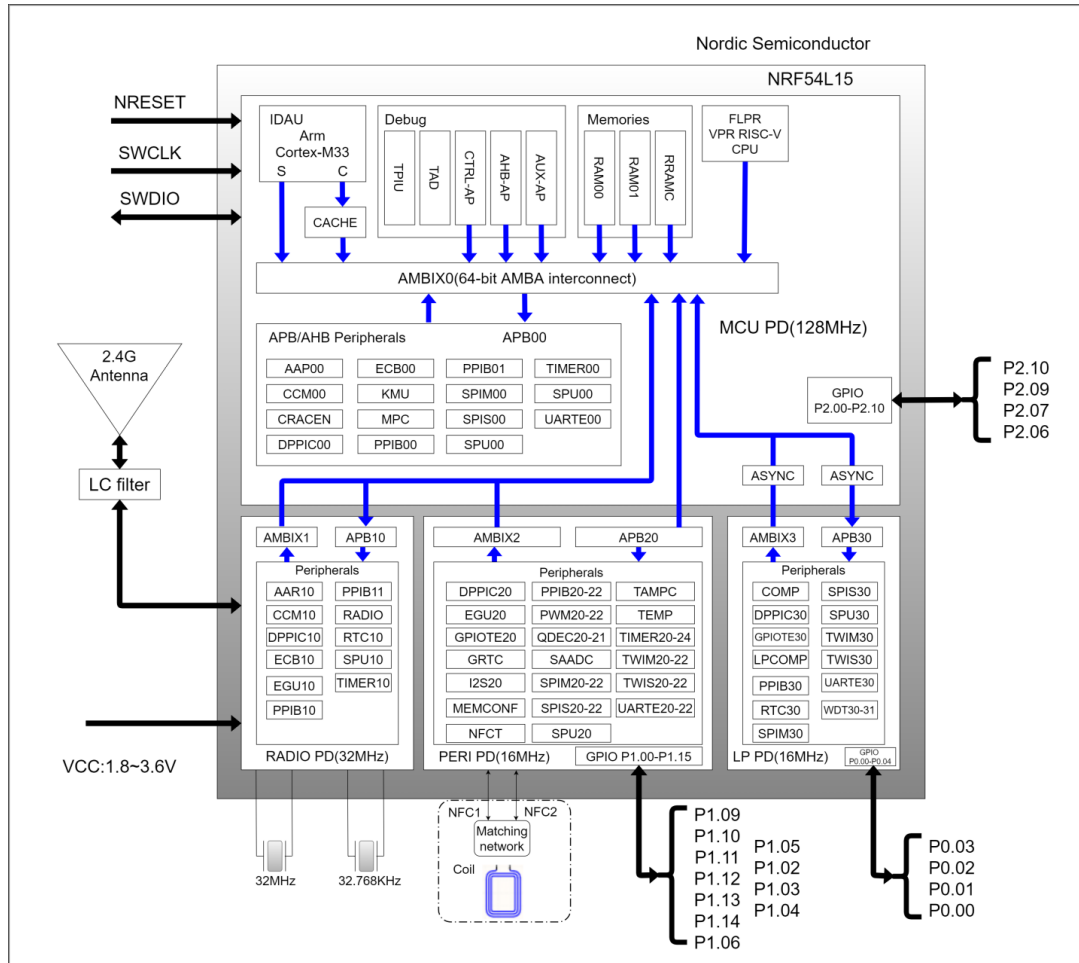 Nordic Semiconductor
NRF54L15
NRESET
SWCLK
SWDIO
IDAU
Arm
Cortex-M33
S C
CACHE
Debug
TPIU
TAD
CTRL-AP
AHB-AP
AUX-AP
Memories
RAM00
RAM01
RRAMC
FLPR
VPR RISC-V
CPU
AMBIX0(64-bit AMBA interconnect)
MCU PD(128MHz)
APB/AHB Peripherals APB00
AAP00 ECB00 PPIB01 TIMER00
CCM00 KMU SPIM00 SPU00
CRACEN MPC SPIS00 UARTE00
DPPIC00 PPIB00 SPU00
GPIO
P2.00-P2.10
P2.10
P2.09
P2.07
P2.06
2.4G
Antenna
LC filter
ASYNC ASYNC
AMBIX1 APB10
Peripherals
AAR10 PPIB11
CCM10 RADIO
DPPIC10 RTC10
ECB10 SPU10
EGU10 TIMER10
PPIB10
RADIO PD(32MHz)
AMBIX2 APB20
Peripherals
DPPIC20 PPIB20-22 TAMPC
EGU20 PWM20-22 TEMP
GPIOTE20 QDEC20-21 TIMER20-24
GRTC SAADC TWIM20-22
I2S20 SPIM20-22 TWIS20-22
MEMCONF SPIS20-22 UARTE20-22
NFCT SPU20
PERI PD(16MHz) GPIO P1.00-P1.15
AMBIX3 APB30
Peripherals
COMP SPIS30
DPPIC30 SPU30
GPIOTE30 TWIM30
LPCOMP TWIS30
PPIB30 UARTE30
RTC30 WDT30-31
SPIM30
LP PD(16MHz)
GPIO
P0.00-P0.04
VCC:1.8~3.6V
32MHz
32.768KHz
NFC1 NFC2
Matching
network
Coil
P1.09
P1.10
P1.11
P1.12
P1.13
P1.14
P1.06
P1.05
P1.02
P1.03
P1.04
P0.03
P0.02
P0.01
P0.00